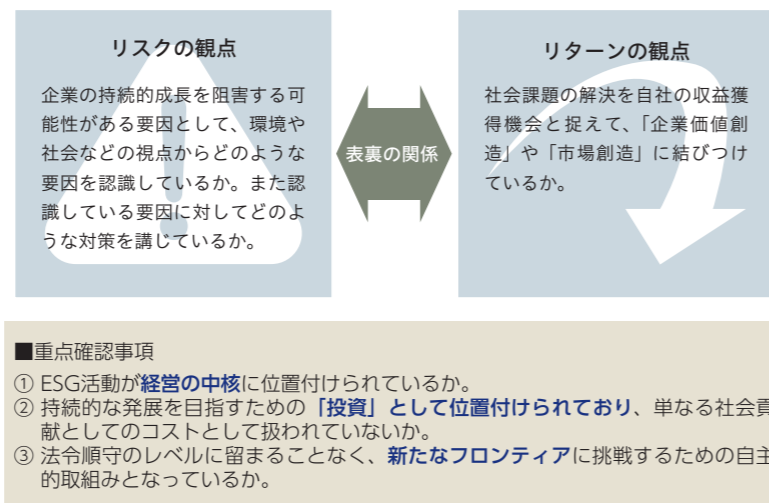 リスクの観点
企業の持続的成長を阻害する可
能性がある要因として、環境や
社会などの視点からどのような
要因を認識しているか。また認
識している要因に対してどのよ
うな対策を講じているか。
表裏の関係
リターンの観点
社会課題の解決を自社の収益獲
得機会と捉えて、「企業価値創
造」や「市場創造」に結びつけ
ているか。
■重点確認事項
① ESG活動が経営の中核に位置付けられているか。
② 持続的な発展を目指すための「投資」として位置付けられており、単なる社会貢
献としてのコストとして扱われていないか。
③ 法令順守のレベルに留まることなく、新たなフロンティアに挑戦するための自主
的取組みとなっているか。